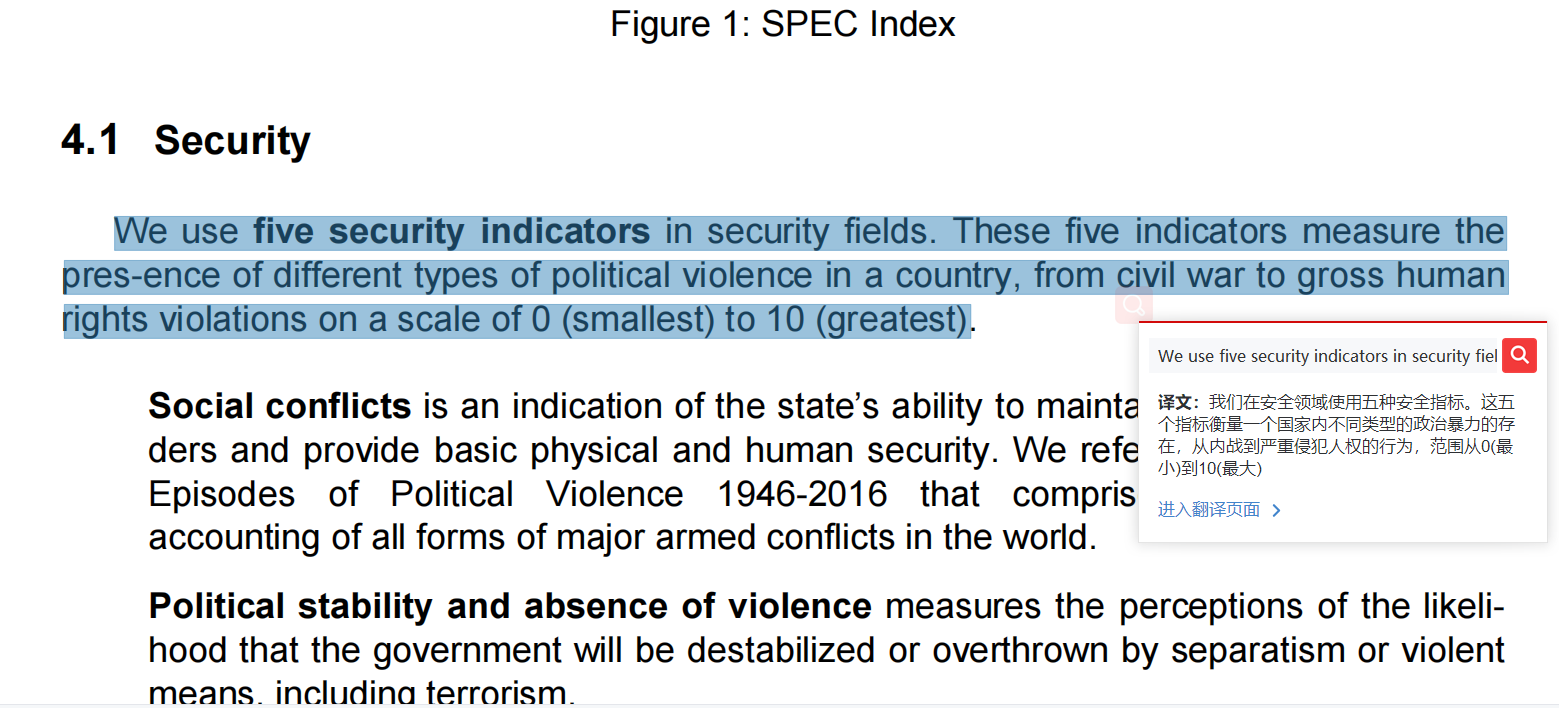 Figure 1: SPEC Index
4.1 Security
We use five security indicators in security fields. These five indicators measure the
pres-ence of different types of political violence in a country, from civil war to gross human
rights violations on a scale of 0 (smallest) to 10 (greatest).
Social conflicts is an indication of the state's ability to mainta
ders and provide basic physical and human security. We refe
Episodes of Political Violence 1946-2016 that compris
accounting of all forms of major armed conflicts in the world.
Political stability and absence of violence measures the perceptions of the likeli-
hood that the government will be destabilized or overthrown by separatism or violent
means, including terrorism.
We use five security indicators in security fiel
译文：我们在安全领域使用五种安全指标。这五
个指标衡量一个国家内不同类型的政治暴力的存
在，从内战到严重侵犯人权的行为，范围从0(最
小)到10(最大)
进入翻译页面